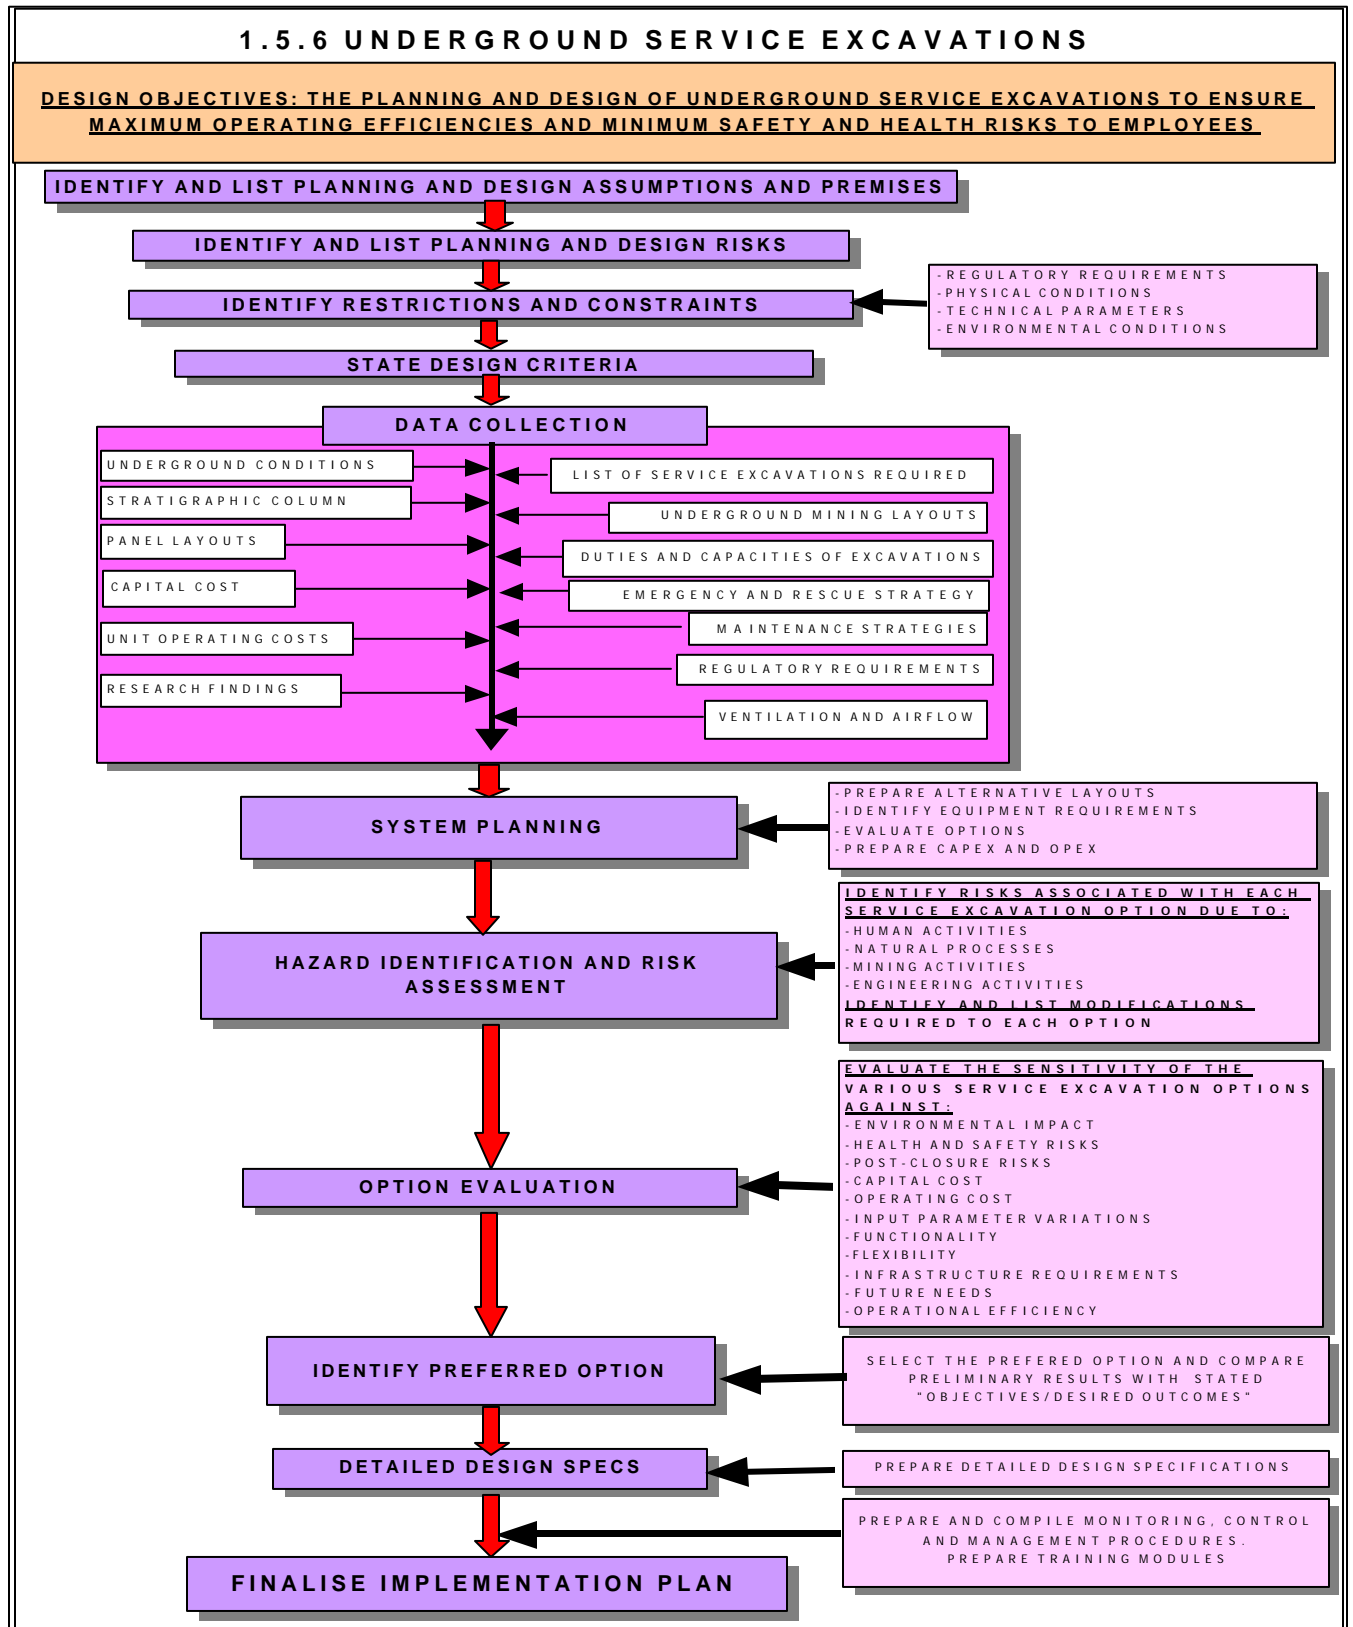 1.5.6 UNDERGROUND SERVICE EXCAVATIONS
DESIGN OBJECTIVES: THE PLANNING AND DESIGN OF UNDERGROUND SERVICE EXCAVATIONS TO ENSURE
MAXIMUM OPERATING EFFICIENCIES AND MINIMUM SAFETY AND HEALTH RISKS TO EMPLOYEES
IDENTIFY AND LIST PLANNING AND DESIGN ASSUMPTIONS AND PREMISES
IDENTIFY AND LIST PLANNING AND DESIGN RISKS
IDENTIFY RESTRICTIONS AND CONSTRAINTS
-REGULATORY REQUIREMENTS
-PHYSICAL CONDITIONS
-TECHNICAL PARAMETERS
-ENVIRONMENTAL CONDITIONS
STATE DESIGN CRITERIA
DATA COLLECTION
UNDERGROUND CONDITIONS
STRATIGRAPHIC COLUMN
PANEL LAYOUTS
CAPITAL COST
UNIT OPERATING COSTS
RESEARCH FINDINGS
LIST OF SERVICE EXCAVATIONS REQUIRED
UNDERGROUND MINING LAYOUTS
DUTIES AND CAPACITIES OF EXCAVATIONS
EMERGENCY AND RESCUE STRATEGY
MAINTENANCE STRATEGIES
REGULATORY REQUIREMENTS
VENTILATION AND AIRFLOW
SYSTEM PLANNING
-PREPARE ALTERNATIVE LAYOUTS
-IDENTIFY EQUIPMENT REQUIREMENTS
-EVALUATE OPTIONS
-PREPARE CAPEX AND OPEX
HAZARD IDENTIFICATION AND RISK
ASSESSMENT
IDENTIFY RISKS ASSOCIATED WITH EACH
SERVICE EXCAVATION OPTION DUE TO:
-HUMAN ACTIVITIES
-NATURAL PROCESSES
-MINING ACTIVITIES
-ENGINEERING ACTIVITIES
IDENTIFY AND LIST MODIFICATIONS
REQUIRED TO EACH OPTION
OPTION EVALUATION
EVALUATE THE SENSITIVITY OF THE
VARIOUS SERVICE EXCAVATION OPTIONS
AGAINST:
-ENVIRONMENTAL IMPACT
-HEALTH AND SAFETY RISKS
-POST-CLOSURE RISKS
-CAPITAL COST
-OPERATING COST
-INPUT PARAMETER VARIATIONS
-FUNCTIONALITY
-FLEXIBILITY
-INFRASTRUCTURE REQUIREMENTS
-FUTURE NEEDS
-OPERATIONAL EFFICIENCY
IDENTIFY PREFERRED OPTION
SELECT THE PREFERED OPTION AND COMPARE
PRELIMINARY RESULTS WITH STATED
"OBJECTIVES/DESIRED OUTCOMES"
DETAILED DESIGN SPECS
PREPARE DETAILED DESIGN SPECIFICATIONS
PREPARE AND COMPILE MONITORING, CONTROL
AND MANAGEMENT PROCEDURES.
PREPARE TRAINING MODULES
FINALISE IMPLEMENTATION PLAN